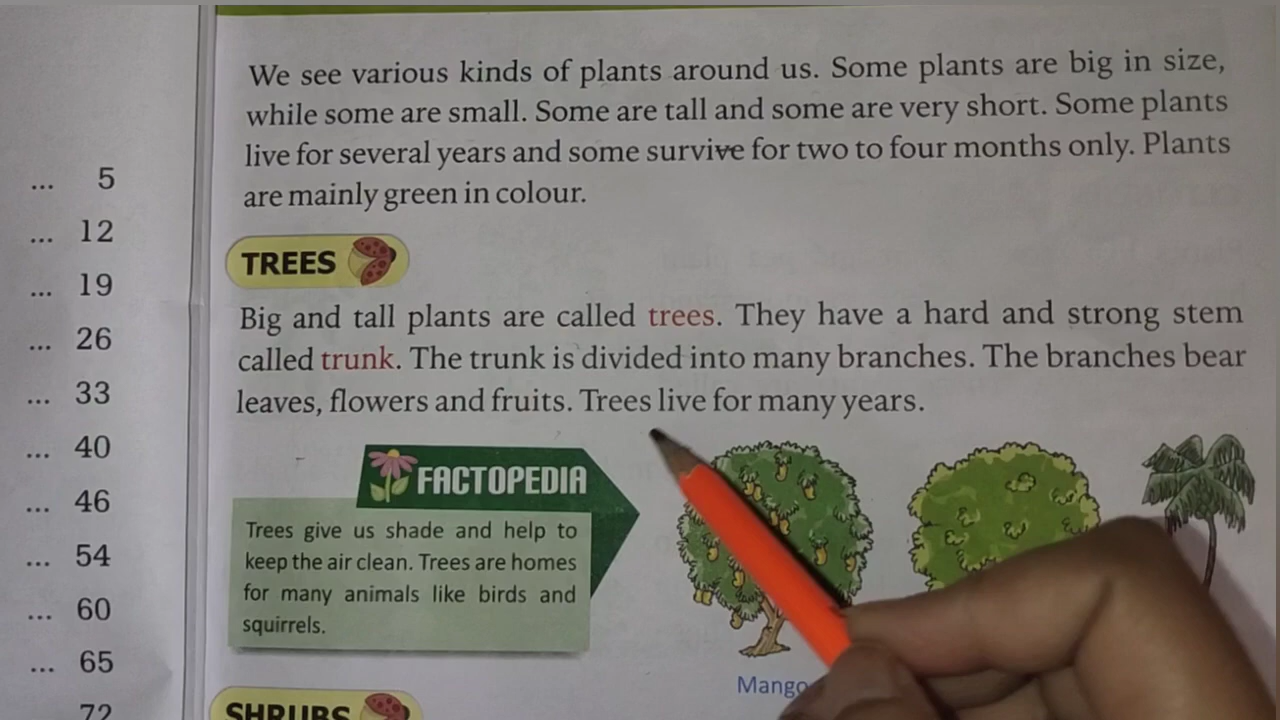 ... 5
... 12
... 19
... 26
... 33
... 40
... 46
... 54
... 60
... 65
72
We see various kinds of plants around us. Some plants are big in size,
while some are small. Some are tall and some are very short. Some plants
live for several years and some survive for two to four months only. Plants
are mainly green in colour.
TREES
Big and tall plants are called trees. They have a hard and strong stem
called trunk. The trunk is divided into many branches. The branches bear
leaves, flowers and fruits. Trees live for many years.
FACTOPEDIA
Trees give us shade and help to
keep the air clean. Trees are homes
for many animals like birds and
squirrels.
Mango
SHRUBS